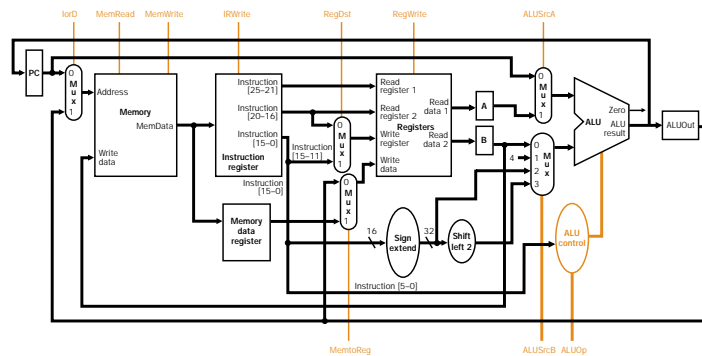 IorD
MemRead
MemWrite
IRWrite
RegDst
RegWrite
ALUSrcA
PC
0
M
u
x
1
Address
Memory
MemData
Write
data
Instruction
[25–21]
Instruction
[20–16]
Instruction
[15–0]
Instruction
register
Instruction
[15–0]
Memory
data
register
Instruction
[15–11]
0
M
u
x
1
0
M
u
x
1
Read
register 1
Read
register 2
Registers
Write
register
Write
data
Read
data 1
Read
data 2
A
B
0
M
u
x
1
4
0
1
M
u
x
2
3
ALU
Zero
ALU
result
ALUOut
16
Sign
extend
32
Shift
left 2
ALU
control
Instruction [5–0]
MemtoReg
ALUSrcB
ALUOp